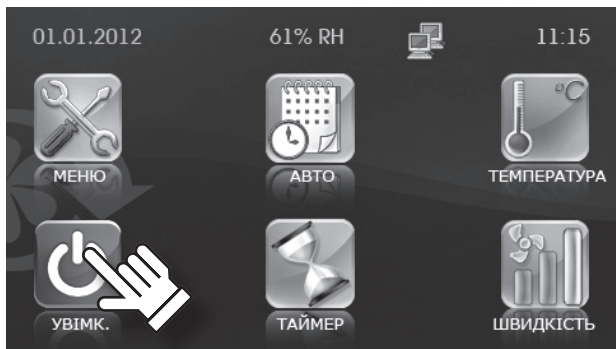 01.01.2012 61% RH 11:15
МЕНЮ АВТО °C ТЕМПЕРАТУРА
УВІМК. ТАЙМЕР ШВИДКІСТЬ